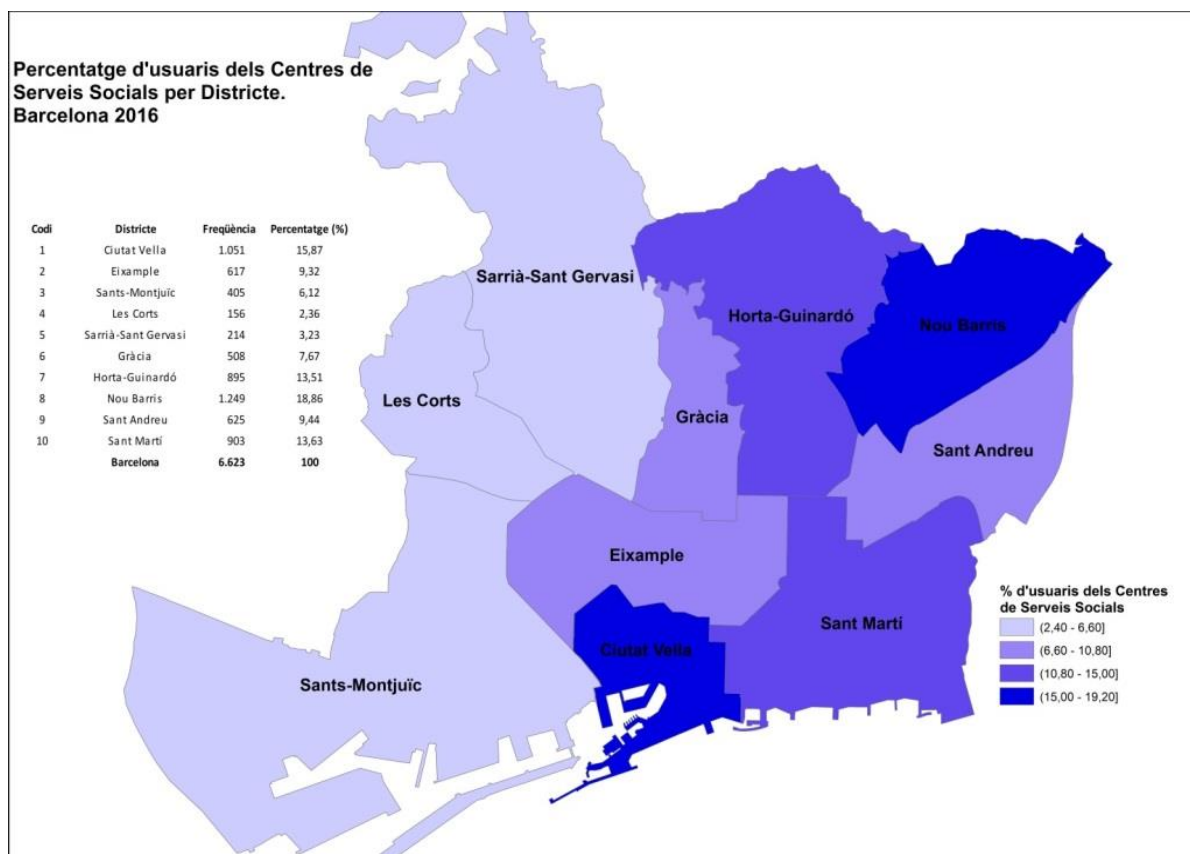 Percentatge d'usuaris dels Centres de
Serveis Socials per Districte.
Barcelona 2016
Codi Districte Freqüència Percentatge (%)
1 Ciutat Vella 1.051 15,87
2 Eixample 617 9,32
3 Sants-Montjuïc 405 6,12
4 Les Corts 156 2,36
5 Sarrià-Sant Gervasi 214 3,23
6 Gràcia 508 7,67
7 Horta-Guinardó 895 13,51
8 Nou Barris 1.249 18,86
9 Sant Andreu 625 9,44
10 Sant Martí 903 13,63
Barcelona 6.623 100
Sarrià-Sant Gervasi
Horta-Guinardó
Nou Barris
Les Corts
Gràcia
Sant Andreu
Eixample
Sant Martí
Ciutat Vella
Sants-Montjuïc
% d'usuaris dels Centres
de Serveis Socials
(2,40 - 6,60]
(6,60 - 10,80]
(10,80 - 15,00]
(15,00 - 19,20]